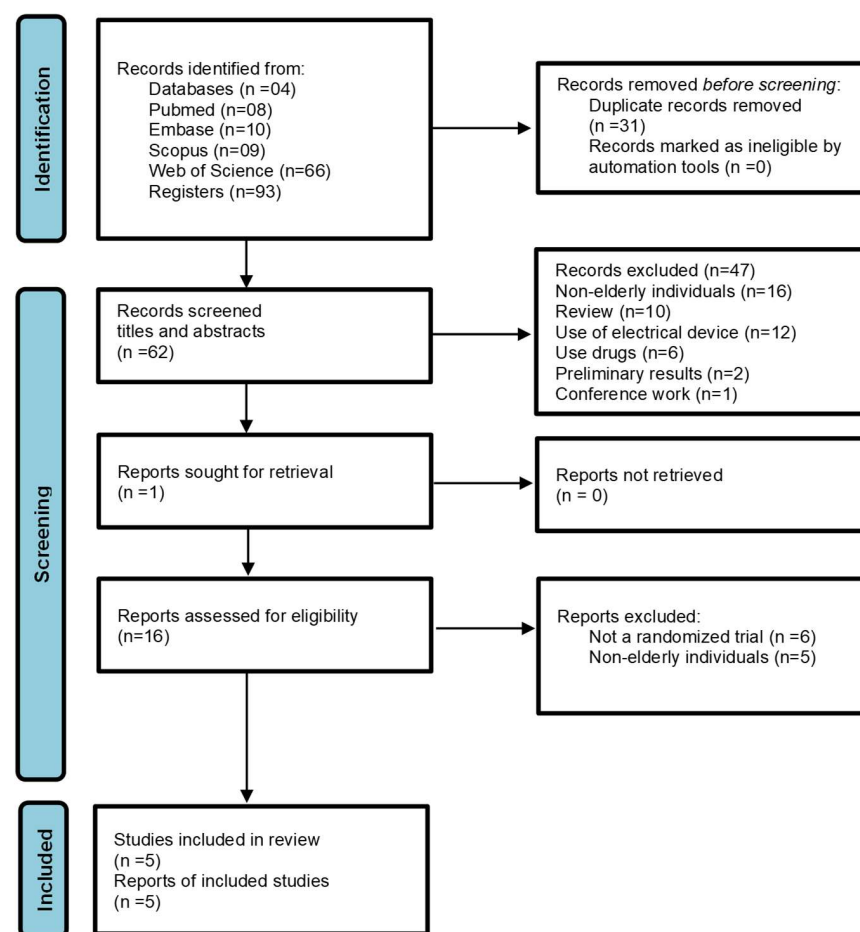 Identification
Records identified from:
Databases (n =04)
Pubmed (n=08)
Embase (n=10)
Scopus (n=09)
Web of Science (n=66)
Registers (n=93)
Records removed before screening:
Duplicate records removed
(n =31)
Records marked as ineligible by
automation tools (n =0)
Screening
Records screened
titles and abstracts
(n =62)
Records excluded (n=47)
Non-elderly individuals (n=16)
Review (n=10)
Use of electrical device (n=12)
Use drugs (n=6)
Preliminary results (n=2)
Conference work (n=1)
Reports sought for retrieval
(n =1)
Reports not retrieved
(n = 0)
Reports assessed for eligibility
(n=16)
Reports excluded:
Not a randomized trial (n =6)
Non-elderly individuals (n=5)
Included
Studies included in review
(n =5)
Reports of included studies
(n =5)